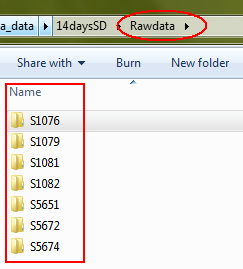 a_data ▸ 14daysSD ▸ Rawdata ▸
Share with ▾ Burn New folder
Name
S1076
S1079
S1081
S1082
S5651
S5672
S5674